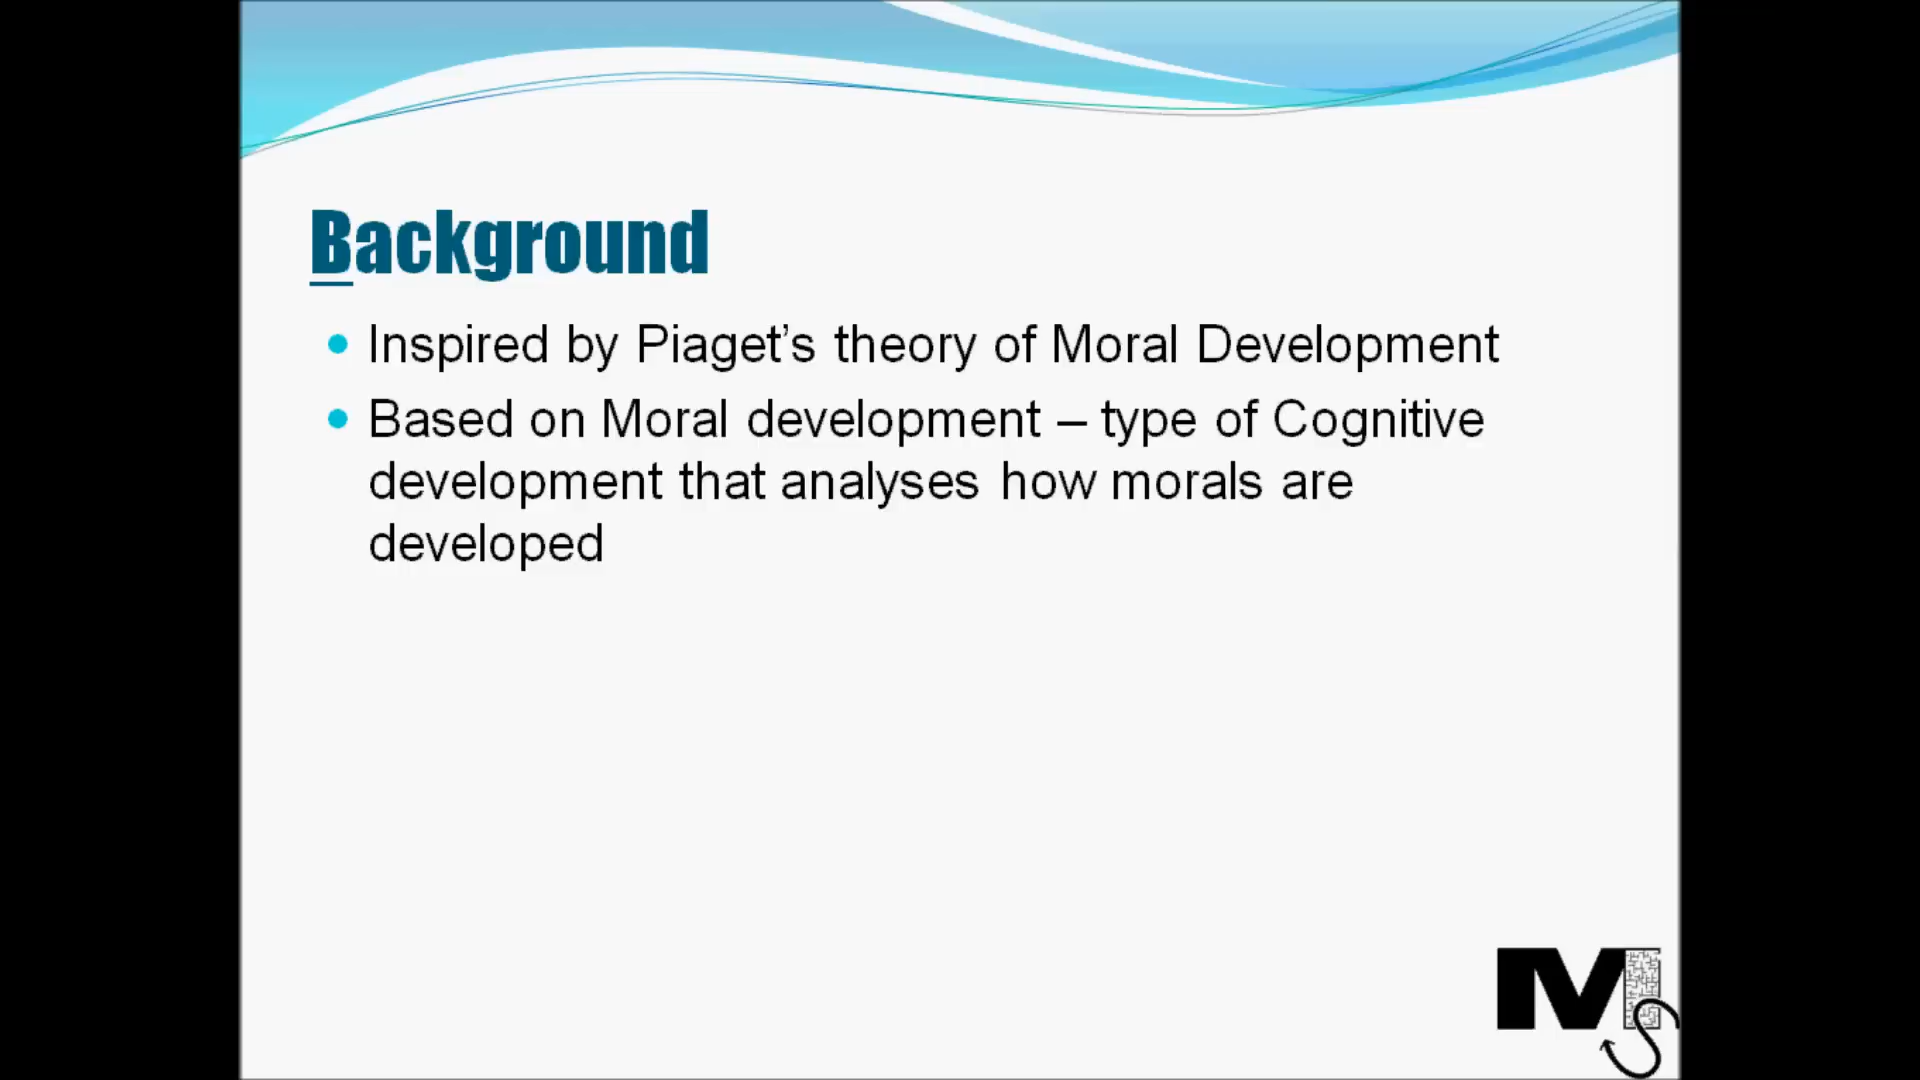 Background
Inspired by Piaget’s theory of Moral Development
Based on Moral development – type of Cognitive
development that analyses how morals are
developed
MS